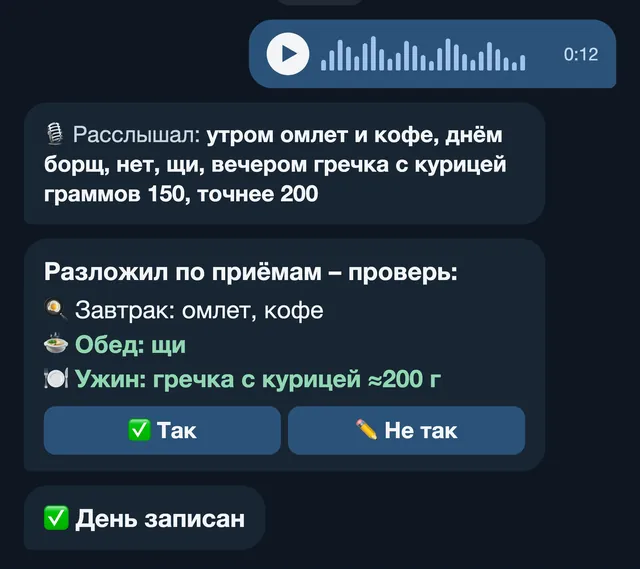 0:12
🎙 Расслышал: утром омлет и кофе, днём
борщ, нет, щи, вечером гречка с курицей
граммов 150, точнее 200
Разложил по приёмам – проверь:
🍳 Завтрак: омлет, кофе
🍲 Обед: щи
🍽 Ужин: гречка с курицей ≈200 г
✅ Так
✏️ Не так
✅ День записан